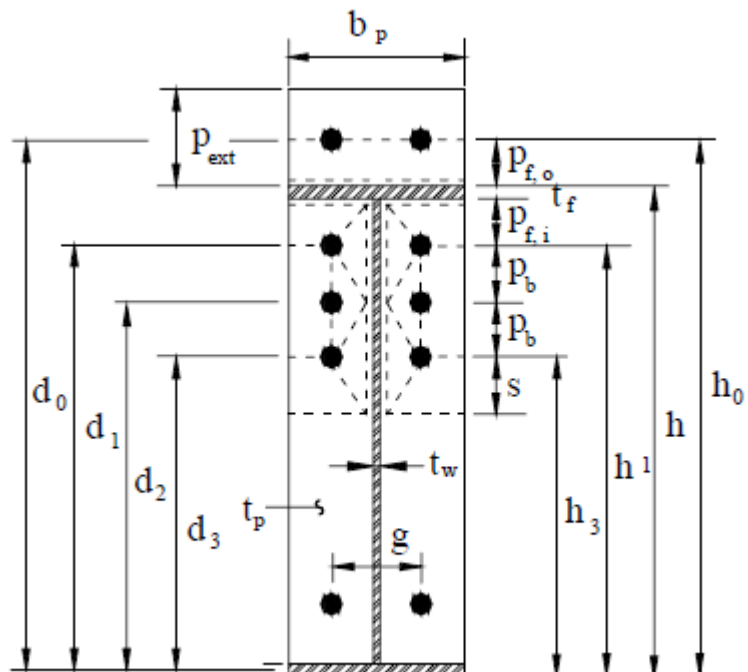 b p
p ext
p f, o
t f
p f, i
p b
p b
s
d 0
d 1
d 2
d 3
h 0
h
h 1
h 3
t w
t p
g